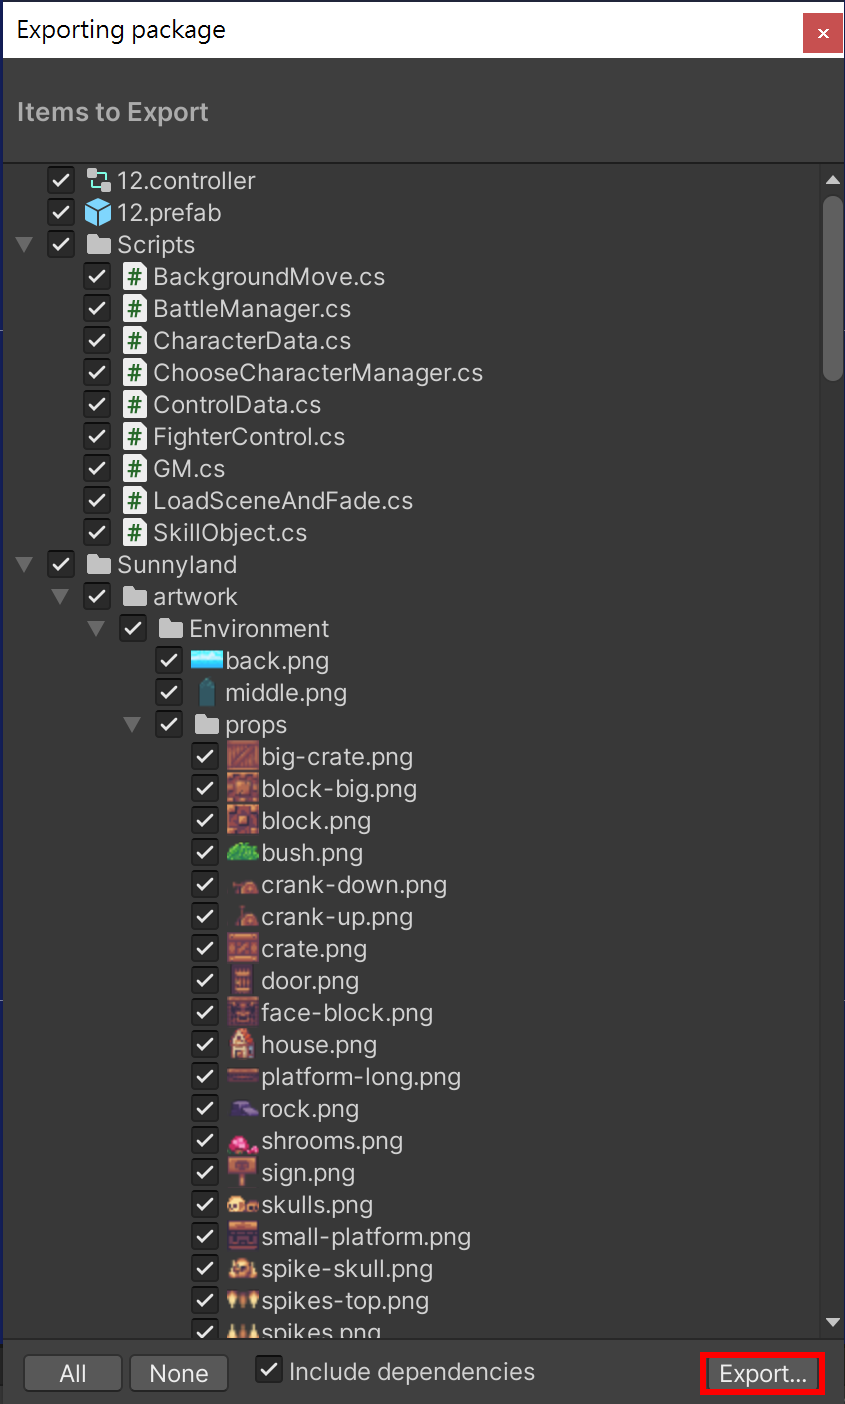 Exporting package
Items to Export
12.controller
12.prefab
Scripts
BackgroundMove.cs
BattleManager.cs
CharacterData.cs
ChooseCharacterManager.cs
ControlData.cs
FighterControl.cs
GM.cs
LoadSceneAndFade.cs
SkillObject.cs
Sunnyland
artwork
Environment
back.png
middle.png
props
big-crate.png
block-big.png
block.png
bush.png
crank-down.png
crank-up.png
crate.png
door.png
face-block.png
house.png
platform-long.png
rock.png
shrooms.png
sign.png
skulls.png
small-platform.png
spike-skull.png
spikes-top.png
spikes.png
All None Include dependencies Export...